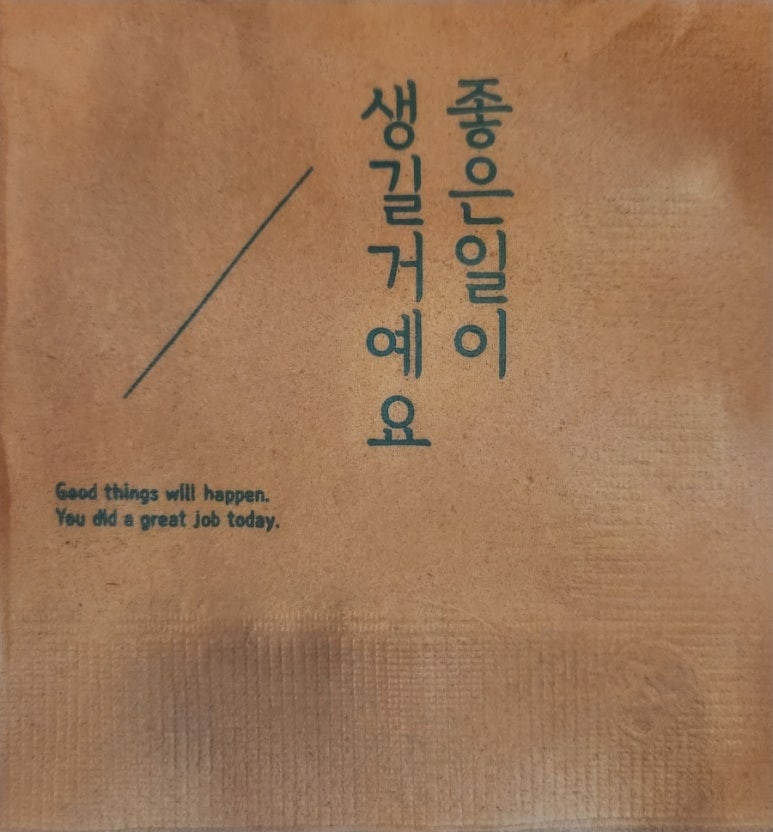 좋은일이
생길거예요
Good things will happen.
You did a great job today.